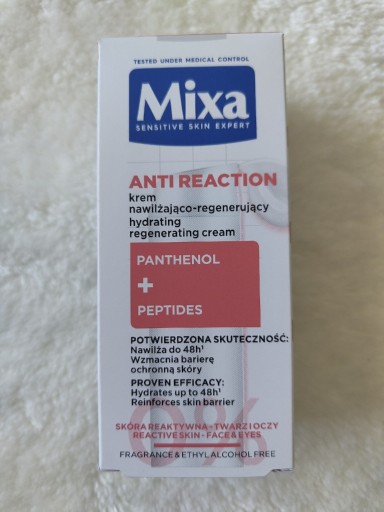 TESTED UNDER MEDICAL CONTROL
Mixa
SENSITIVE SKIN EXPERT
ANTI REACTION
krem
nawilżająco-regenerujący
hydrating
regenerating cream
PANTHENOL
+
PEPTIDES
POTWIERDZONA SKUTECZNOŚĆ:
Nawilża do 48h¹
Wzmacnia barierę
ochronną skóry
PROVEN EFFICACY:
Hydrates up to 48h¹
Reinforces skin barrier
0%
SKÓRA REAKTYWNA - TWARZ I OCZY
REACTIVE SKIN - FACE & EYES
FRAGRANCE & ETHYL ALCOHOL FREE